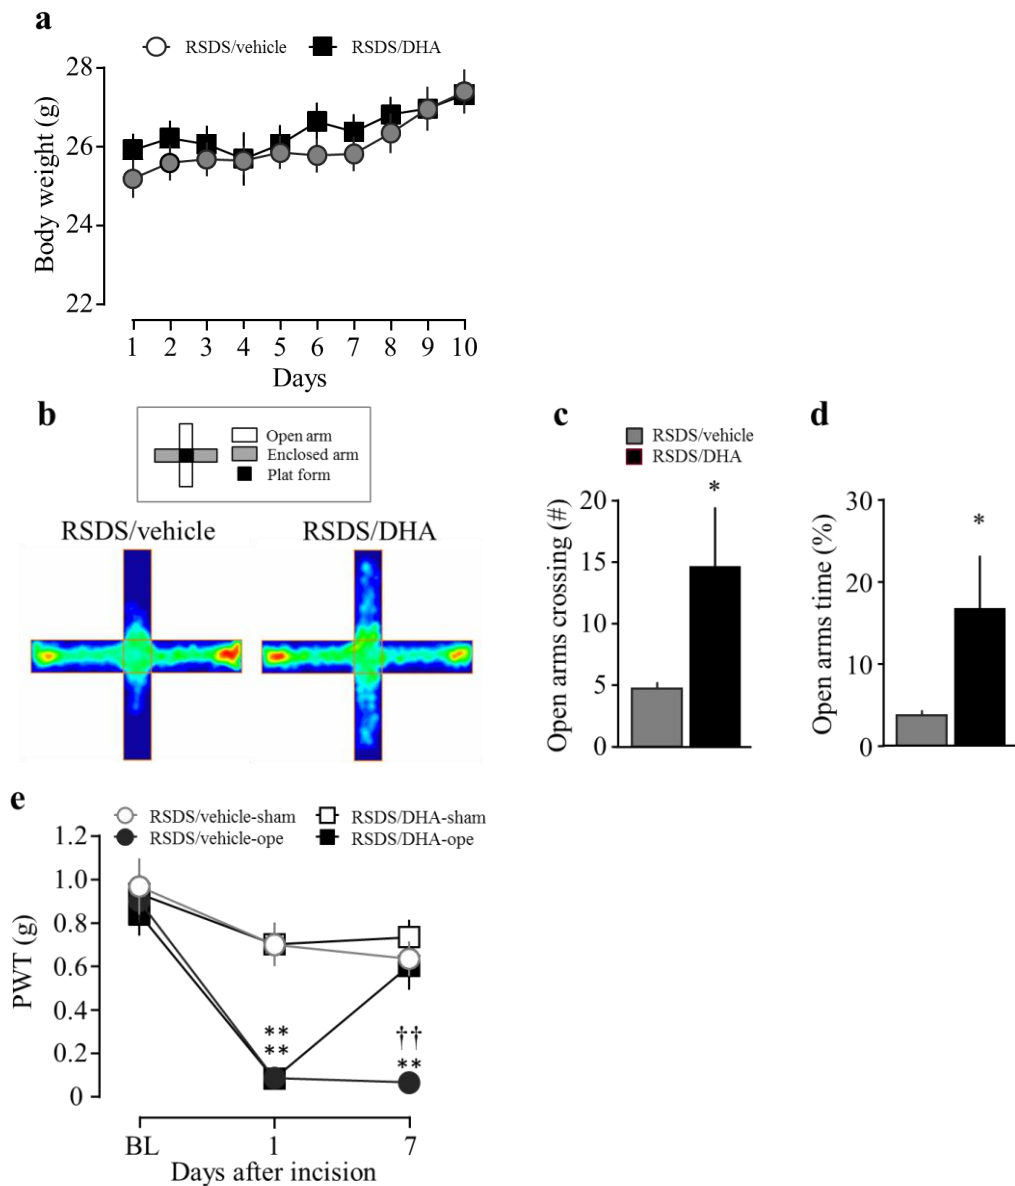 a
RSDS/vehicle RSDS/DHA
Body weight (g)
28
26
24
22
1 2 3 4 5 6 7 8 9 10
Days
b
Open arm
Enclosed arm
Plat form
RSDS/vehicle RSDS/DHA
c
RSDS/vehicle
RSDS/DHA
Open arms crossing (#)
20
15
10
5
0
*
d
Open arms time (%)
30
20
10
0
*
e
RSDS/vehicle-sham RSDS/DHA-sham
RSDS/vehicle-ope RSDS/DHA-ope
PWT (g)
1.2
1.0
0.8
0.6
0.4
0.2
0
**
**
††
**
BL 1 7
Days after incision